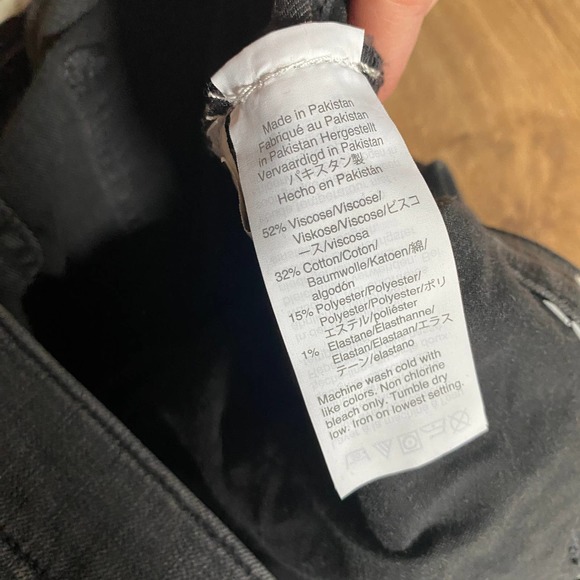 Made in Pakistan
Fabriqué au Pakistan
in Pakistan Hergestellt
Vervaardigd in Pakistan
パキスタン製
Hecho en Pakistán
52% Viscose/Viscose/
Viskose/Viscose/ビスコ
ース/viscosa
32% Cotton/Coton/
Baumwolle/Katoen/綿/
algodón
15% Polyester/Polyester/
Polyester/Polyester/ポリ
エステル/poliéster
1% Elastane/Élasthanne/
Elastan/Elastaan/エラス
テーン/elastano
Machine wash cold with
like colors. Non chlorine
bleach only. Tumble dry
low. Iron on lowest setting.